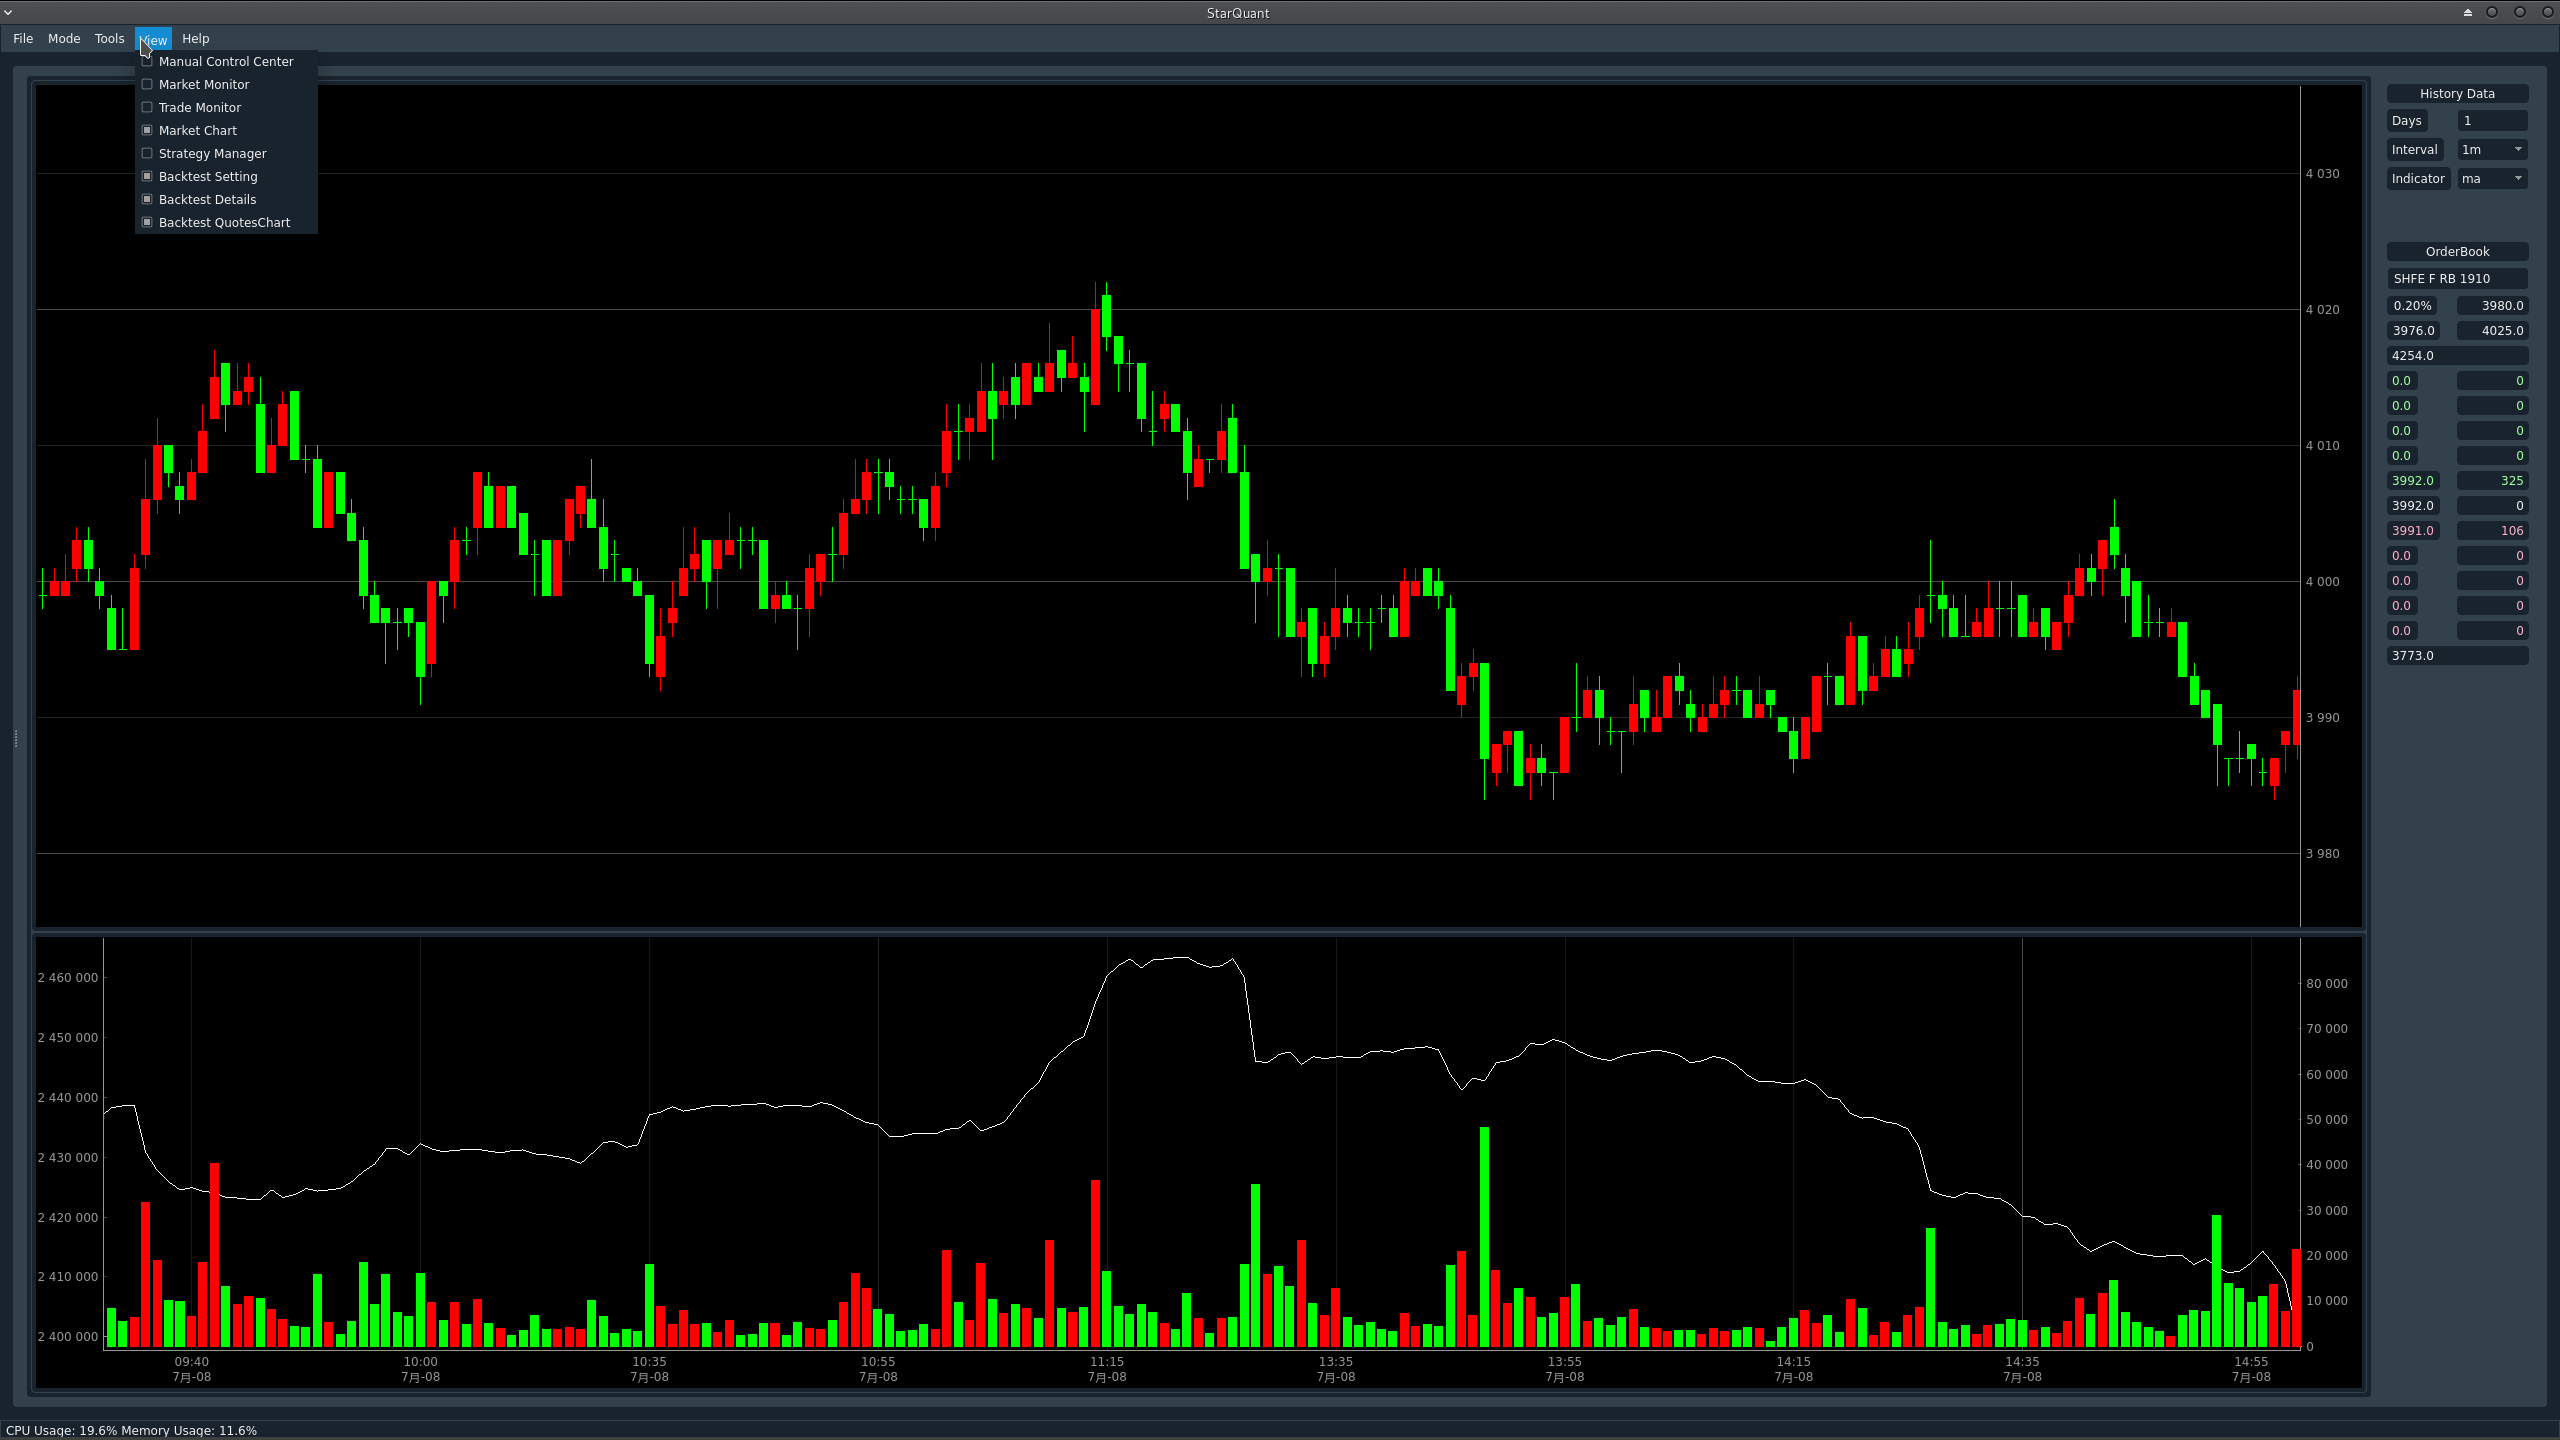 StarQuant
File Mode Tools View Help
Manual Control Center
Market Monitor
Trade Monitor
Market Chart
Strategy Manager
Backtest Setting
Backtest Details
Backtest QuotesChart
4 030
4 020
4 010
4 000
3 990
3 980
2 460 000
2 450 000
2 440 000
2 430 000
2 420 000
2 410 000
2 400 000
80 000
70 000
60 000
50 000
40 000
30 000
20 000
10 000
0
09:40 10:00 10:35 10:55 11:15 13:35 13:55 14:15 14:35 14:55
7月-08 7月-08 7月-08 7月-08 7月-08 7月-08 7月-08 7月-08 7月-08 7月-08
History Data
Days 1
Interval 1m
Indicator ma
OrderBook
SHFE F RB 1910
0.20% 3980.0
3976.0 4025.0
4254.0
0.0 0
0.0 0
0.0 0
0.0 0
3992.0 325
3992.0 0
3991.0 106
0.0 0
0.0 0
0.0 0
0.0 0
3773.0
CPU Usage: 19.6% Memory Usage: 11.6%